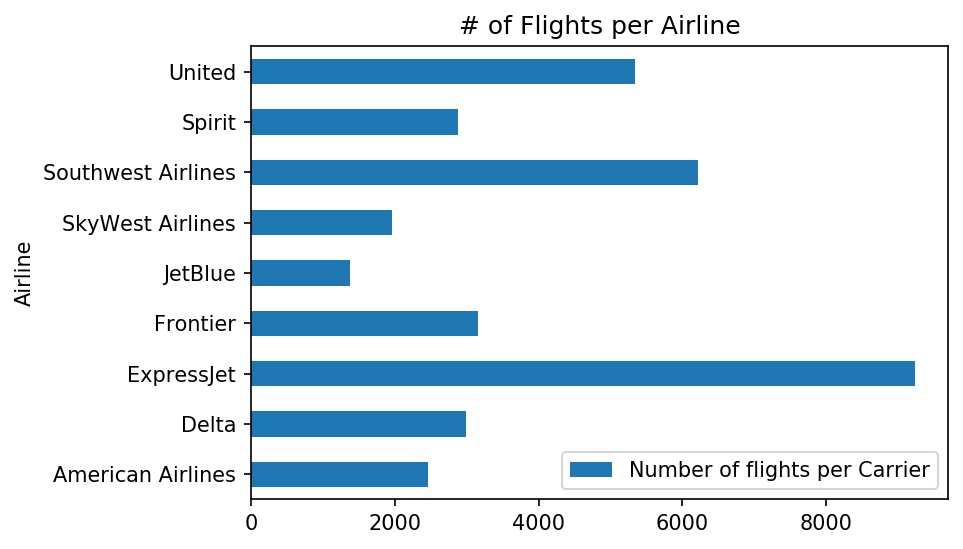 # of Flights per Airline
United
Spirit
Southwest Airlines
SkyWest Airlines
JetBlue
Frontier
ExpressJet
Delta
American Airlines
Airline
Number of flights per Carrier
0 2000 4000 6000 8000